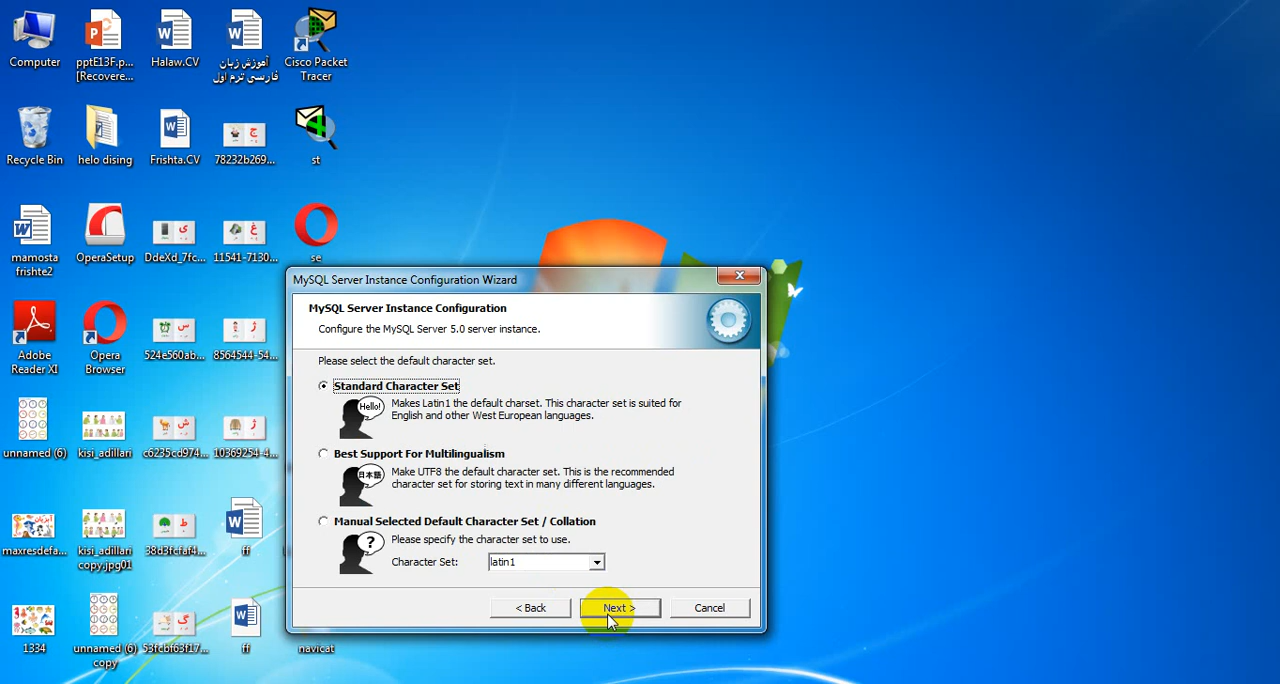 Computer
pptE13F.p...
[Recovere...
Halaw.CV
آموزش زبان
فارسی ترم اول
Cisco Packet
Tracer
Recycle Bin
helo dising
Frishta.CV
78232b269...
st
mamosta
frishte2
OperaSetup
DdeXd_7fc...
11541-7130...
se
Adobe
Reader XI
Opera
Browser
524e560ab...
8564544-54...
unnamed (6)
kisi_adillari
c6235cd974...
10369254-4...
maxresdefa...
kisi_adillari
copy.jpg01
38d3fcfaf4...
ff
1334
unnamed (6)
copy
53fcbf63f17...
ff
navicat
MySQL Server Instance Configuration Wizard
MySQL Server Instance Configuration
Configure the MySQL Server 5.0 server instance.
Please select the default character set.
Standard Character Set
Hello!
Makes Latin1 the default charset. This character set is suited for
English and other West European languages.
Best Support For Multilingualism
日本語
Make UTF8 the default character set. This is the recommended
character set for storing text in many different languages.
Manual Selected Default Character Set / Collation
?
Please specify the character set to use.
Character Set:
latin1
< Back
Next >
Cancel